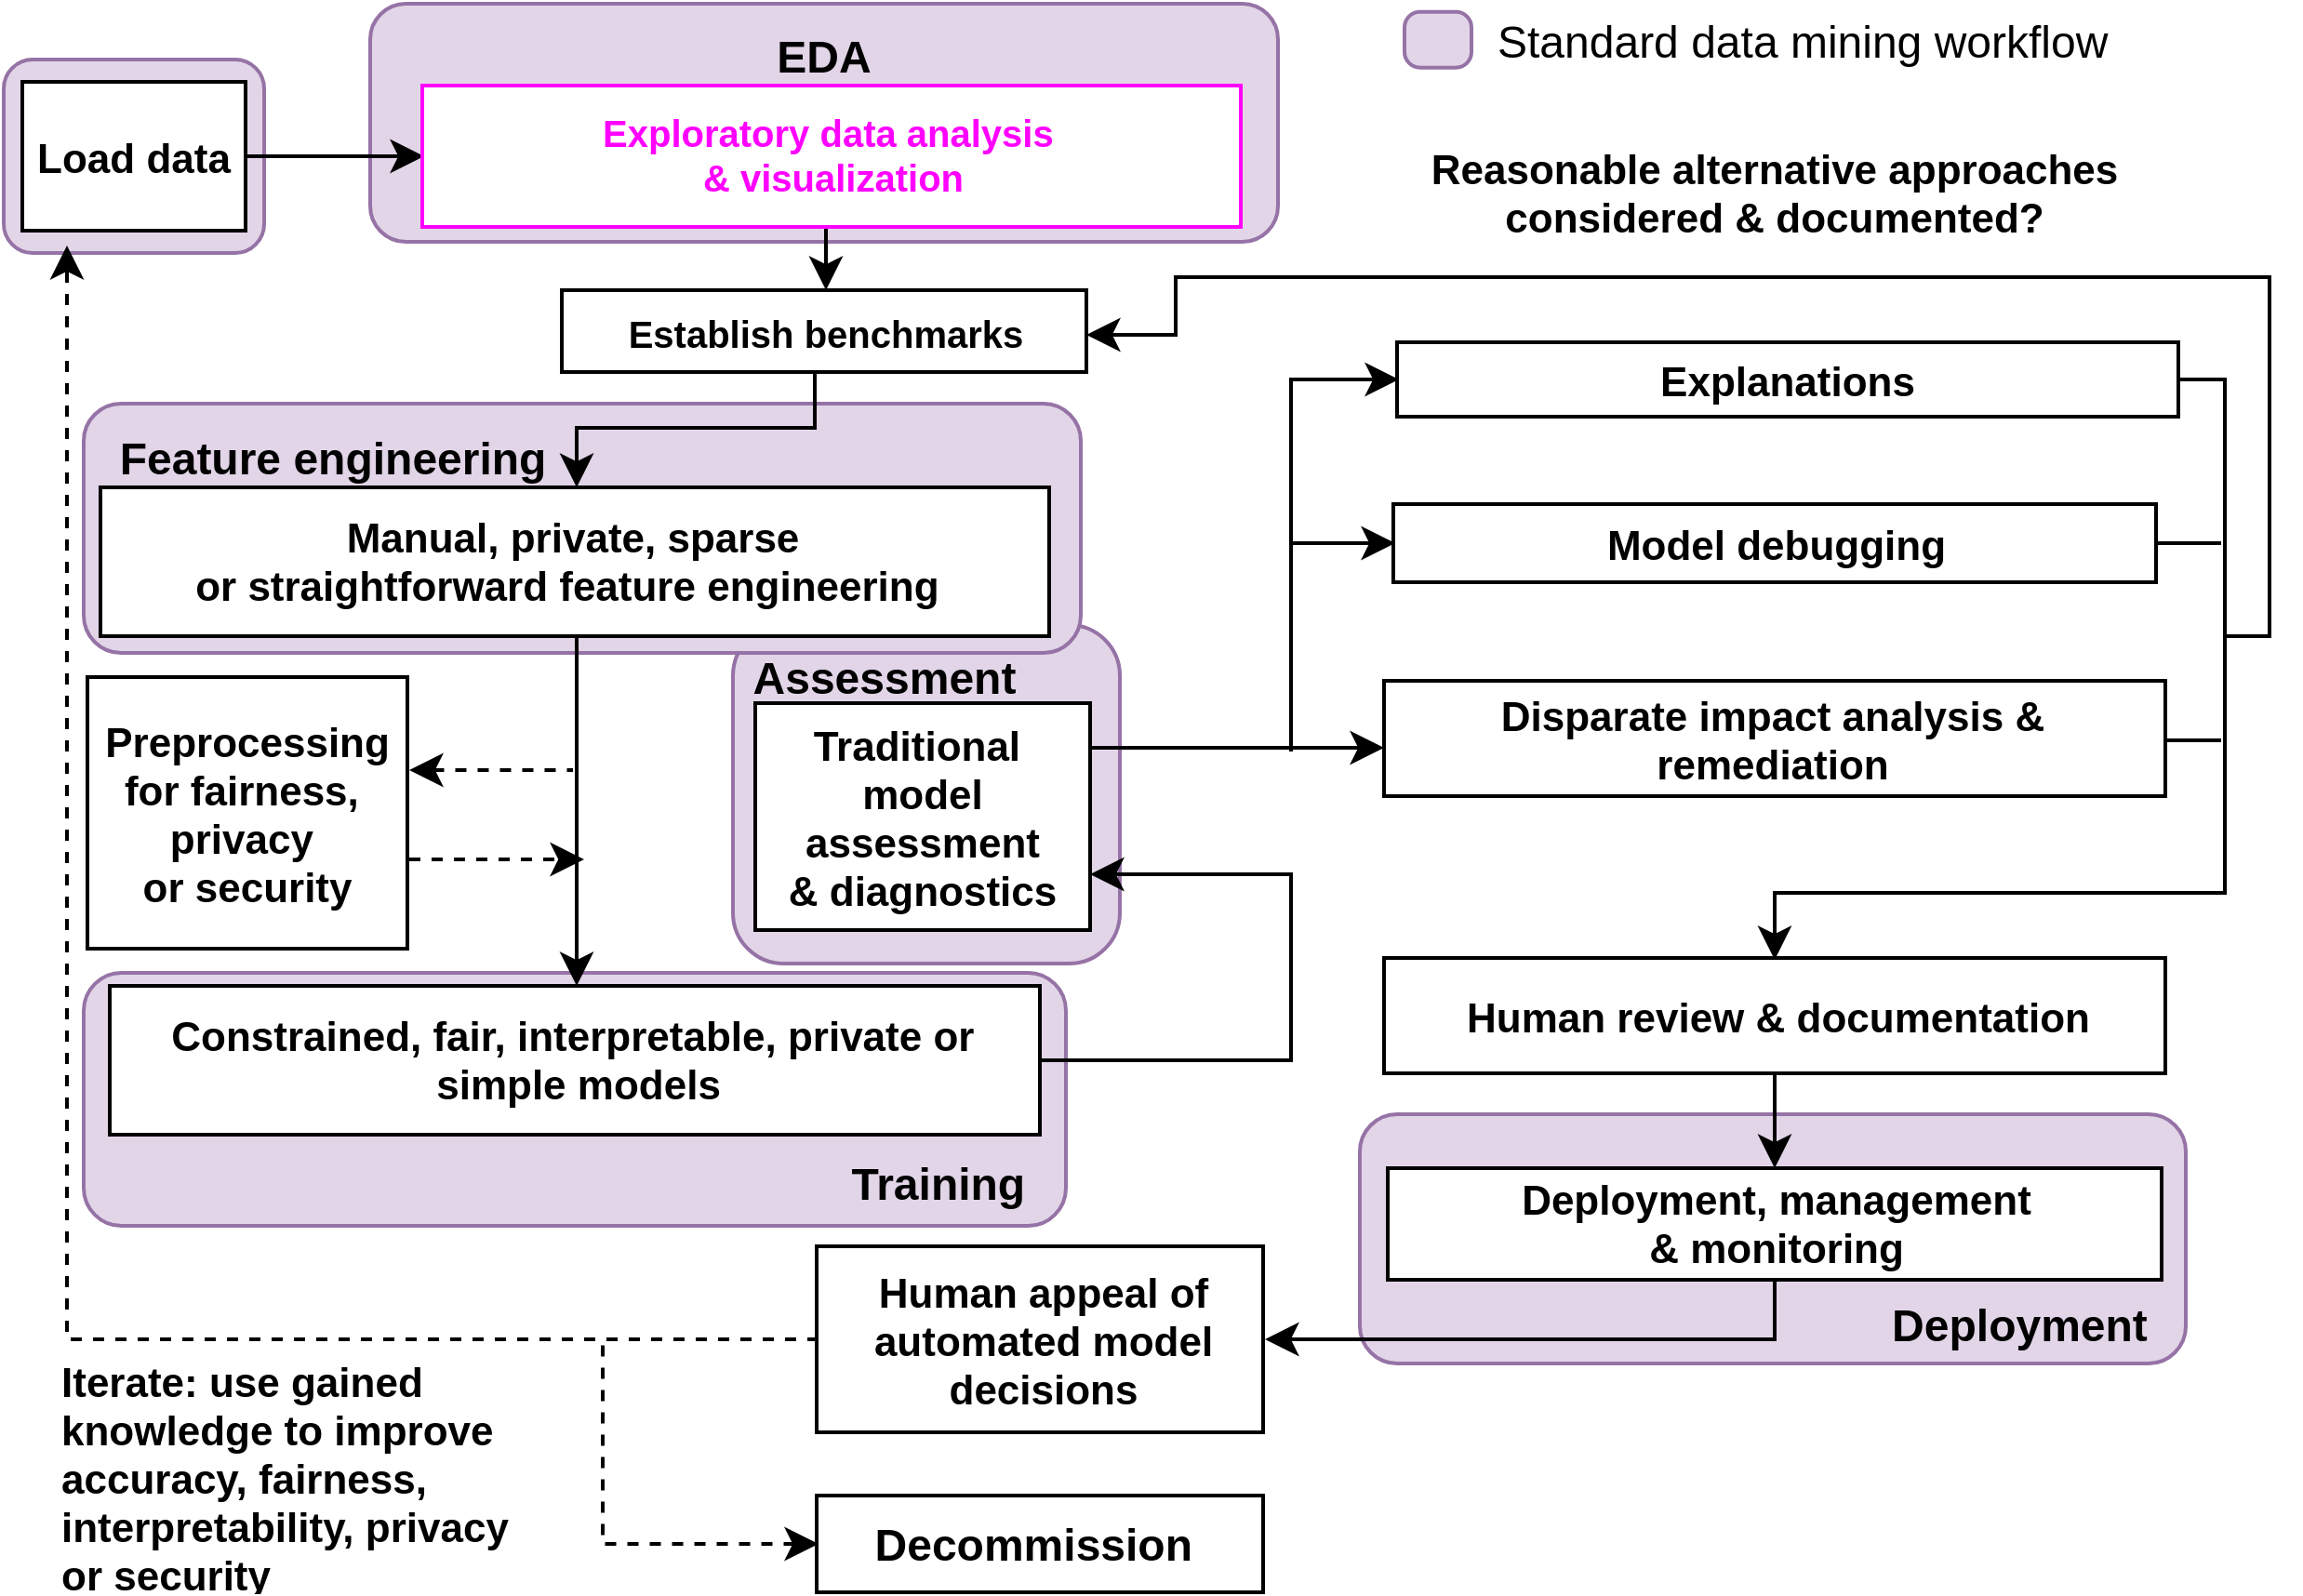 EDA
Standard data mining workflow
Load data
Exploratory data analysis
& visualization
Reasonable alternative approaches
considered & documented?
Establish benchmarks
Explanations
Feature engineering
Manual, private, sparse
or straightforward feature engineering
Model debugging
Assessment
Preprocessing
for fairness,
privacy
or security
Traditional
model
assessment
& diagnostics
Disparate impact analysis &
remediation
Constrained, fair, interpretable, private or
simple models
Training
Human review & documentation
Deployment, management
& monitoring
Deployment
Human appeal of
automated model
decisions
Iterate: use gained
knowledge to improve
accuracy, fairness,
interpretability, privacy
or security
Decommission